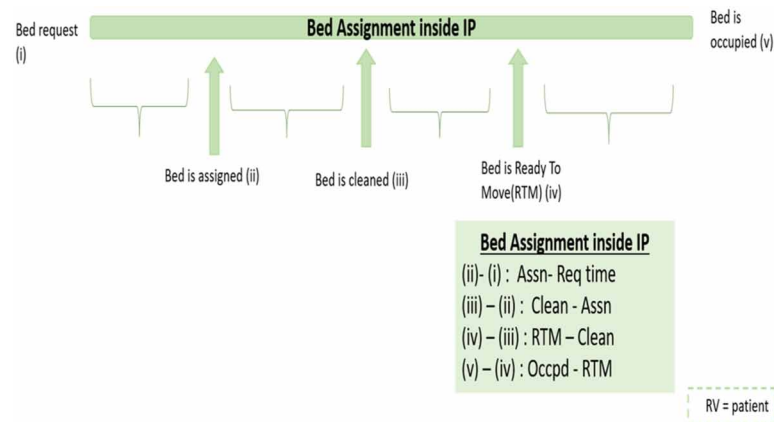 Bed request
(i)
Bed Assignment inside IP
Bed is
occupied (v)
Bed is assigned (ii)
Bed is cleaned (iii)
Bed is Ready To
Move(RTM) (iv)
Bed Assignment inside IP
(ii)- (i) : Assn- Req time
(iii) – (ii) : Clean - Assn
(iv) – (iii) : RTM – Clean
(v) – (iv) : Occpd - RTM
RV = patient